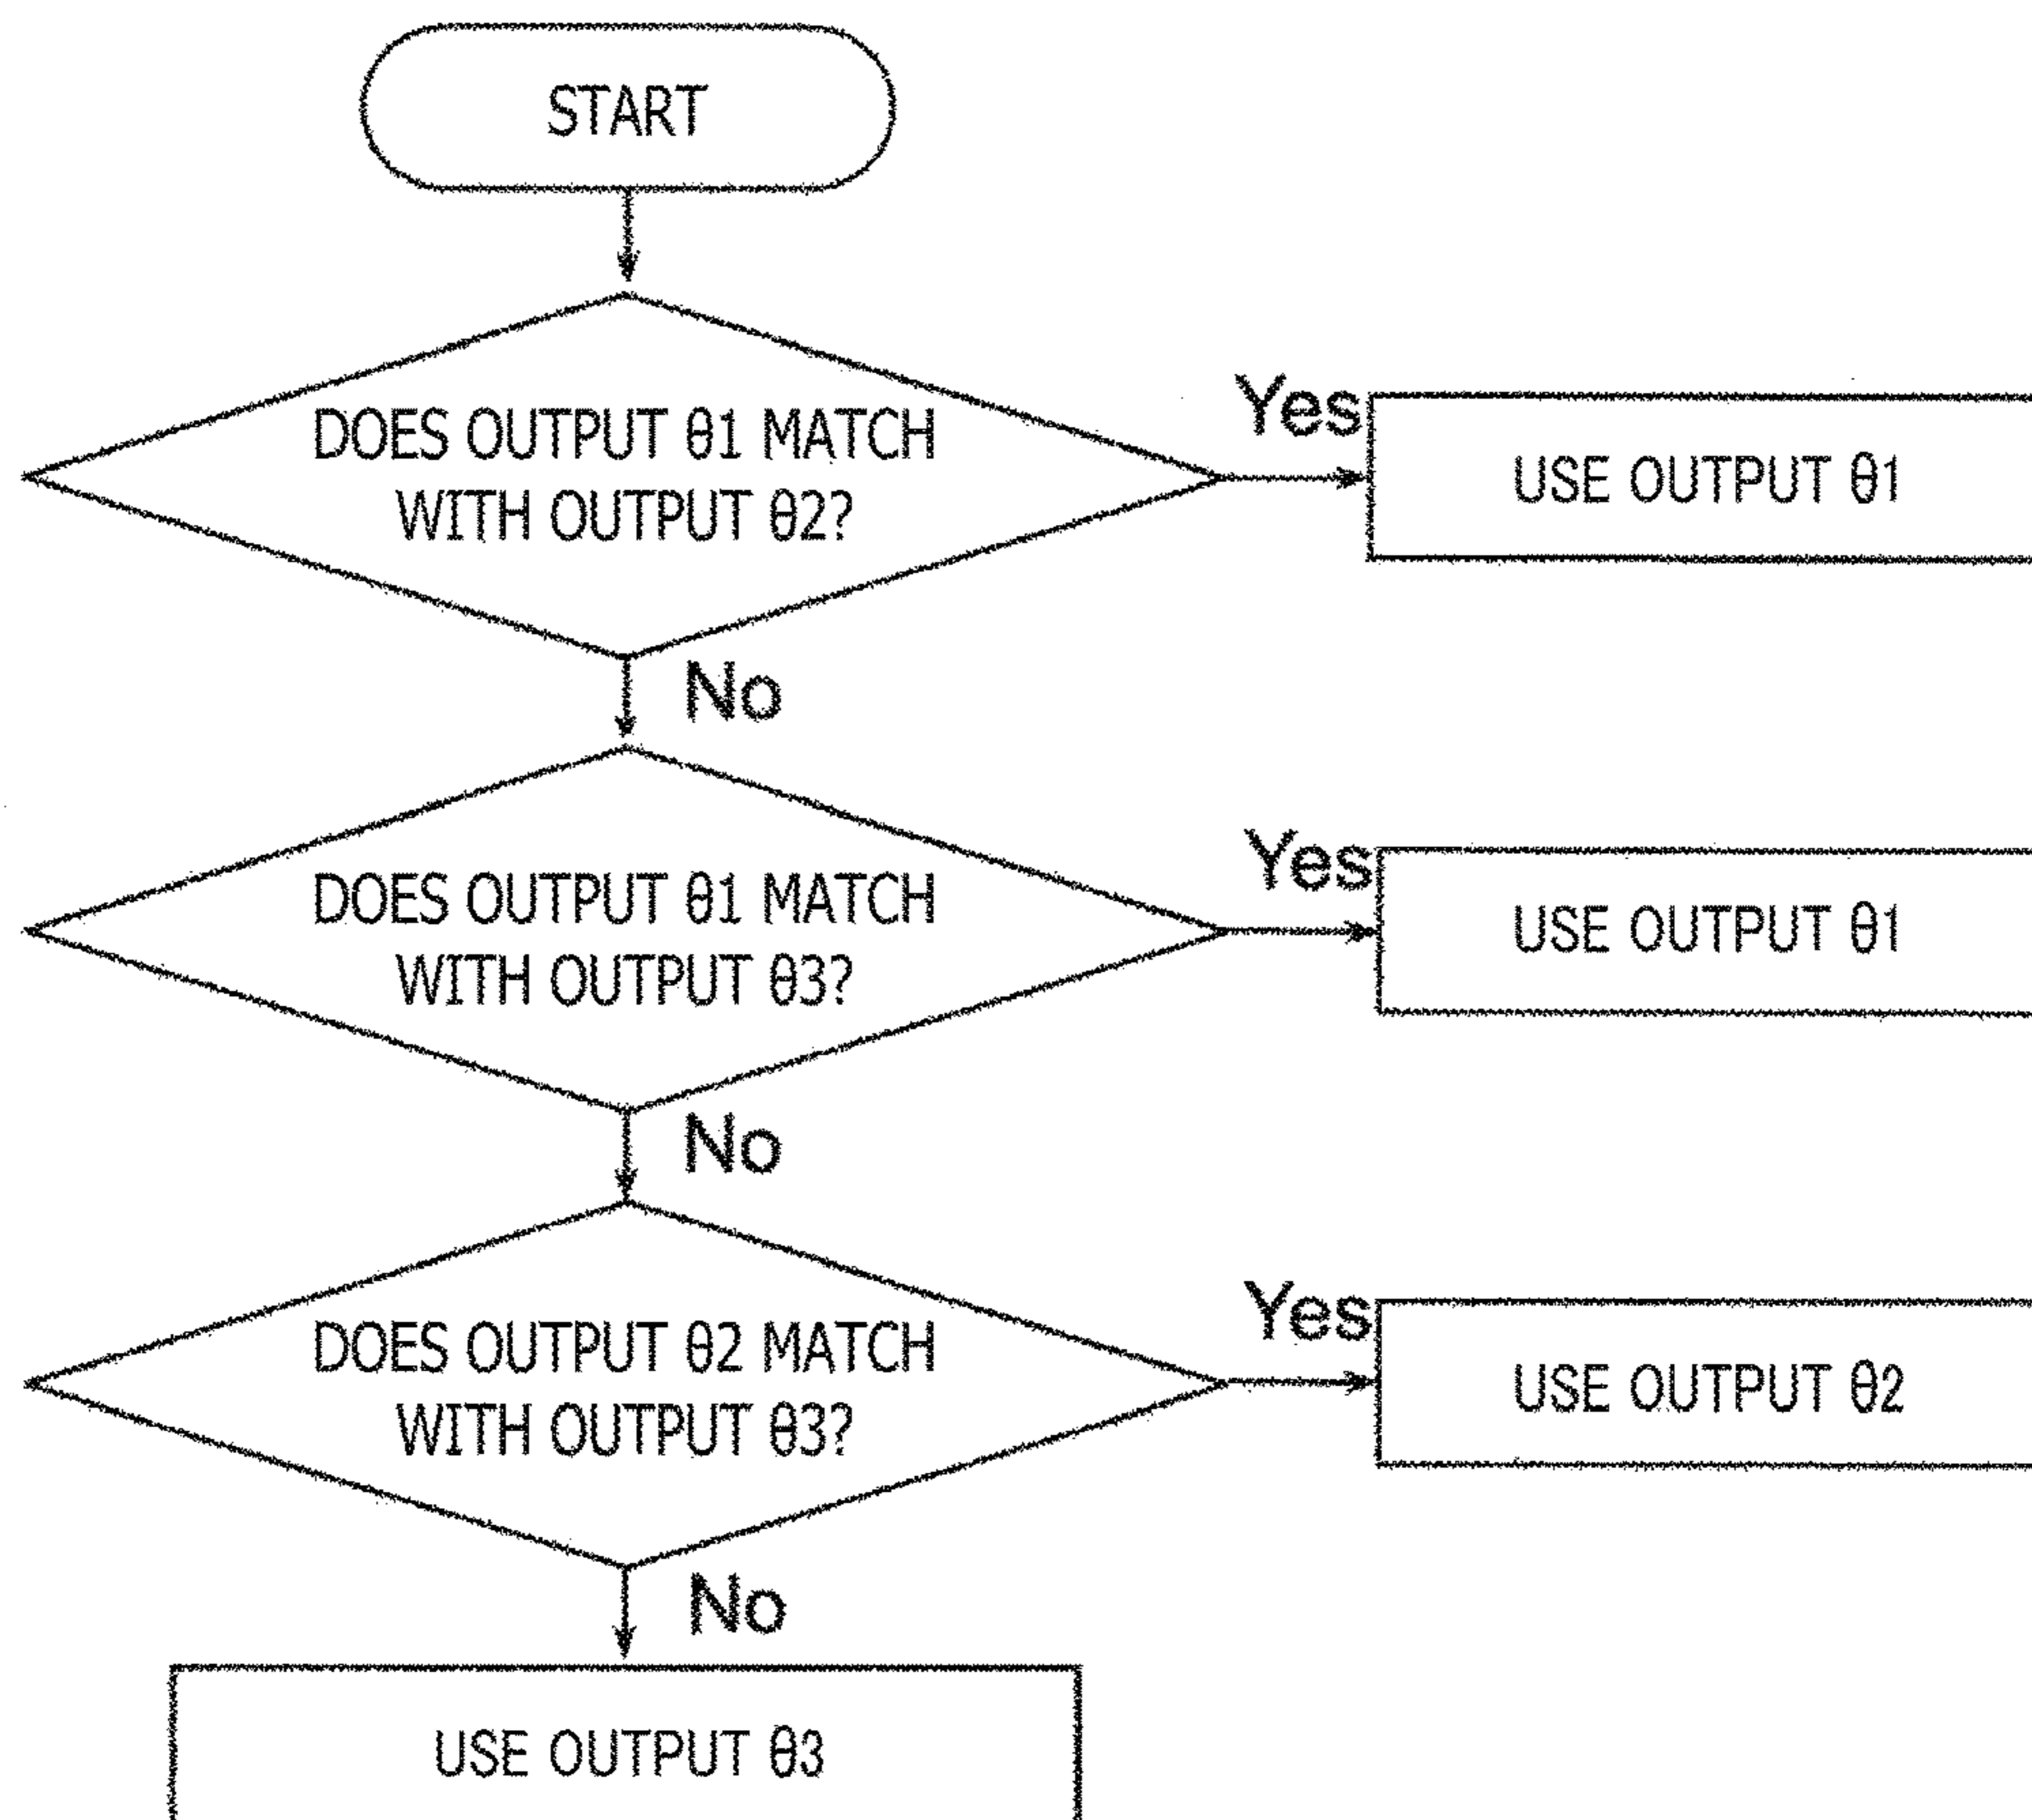 START
DOES OUTPUT θ1 MATCH
WITH OUTPUT θ2?
Yes
USE OUTPUT θ1
No
DOES OUTPUT θ1 MATCH
WITH OUTPUT θ3?
Yes
USE OUTPUT θ1
No
DOES OUTPUT θ2 MATCH
WITH OUTPUT θ3?
Yes
USE OUTPUT θ2
No
USE OUTPUT θ3